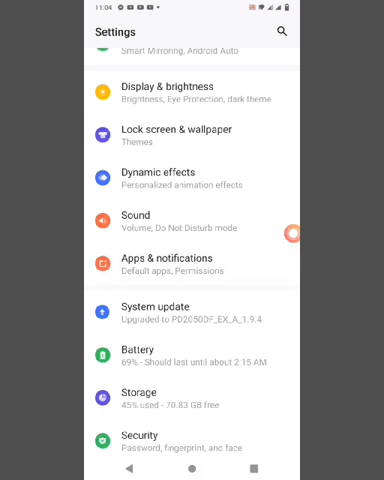 11:04
Settings
Smart Mirroring, Android Auto
Display & brightness
Brightness, Eye Protection, dark theme
Lock screen & wallpaper
Themes
Dynamic effects
Personalized animation effects
Sound
Volume, Do Not Disturb mode
Apps & notifications
Default apps, Permissions
System update
Upgraded to PD2050DF_EX_A_1.9.4
Battery
69% - Should last until about 2:15 AM
Storage
45% used - 70.83 GB free
Security
Password, fingerprint, and face